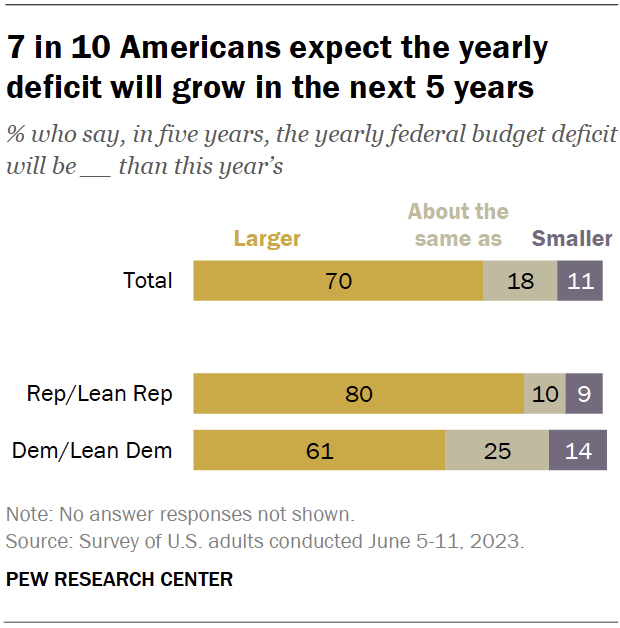 7 in 10 Americans expect the yearly
deficit will grow in the next 5 years
% who say, in five years, the yearly federal budget deficit
will be __ than this year's
Larger
About the
same as
Smaller
Total 70 18 11
Rep/Lean Rep 80 10 9
Dem/Lean Dem 61 25 14
Note: No answer responses not shown.
Source: Survey of U.S. adults conducted June 5-11, 2023.
PEW RESEARCH CENTER